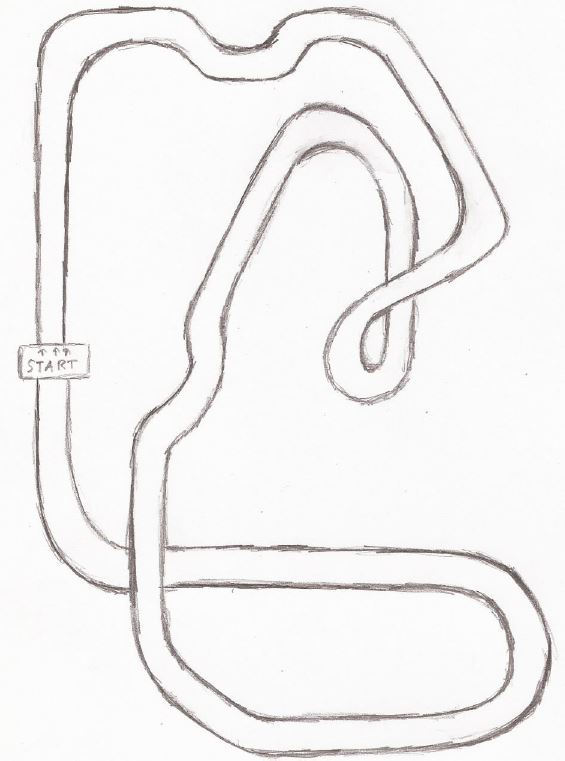 ↑ ↑ ↑
START